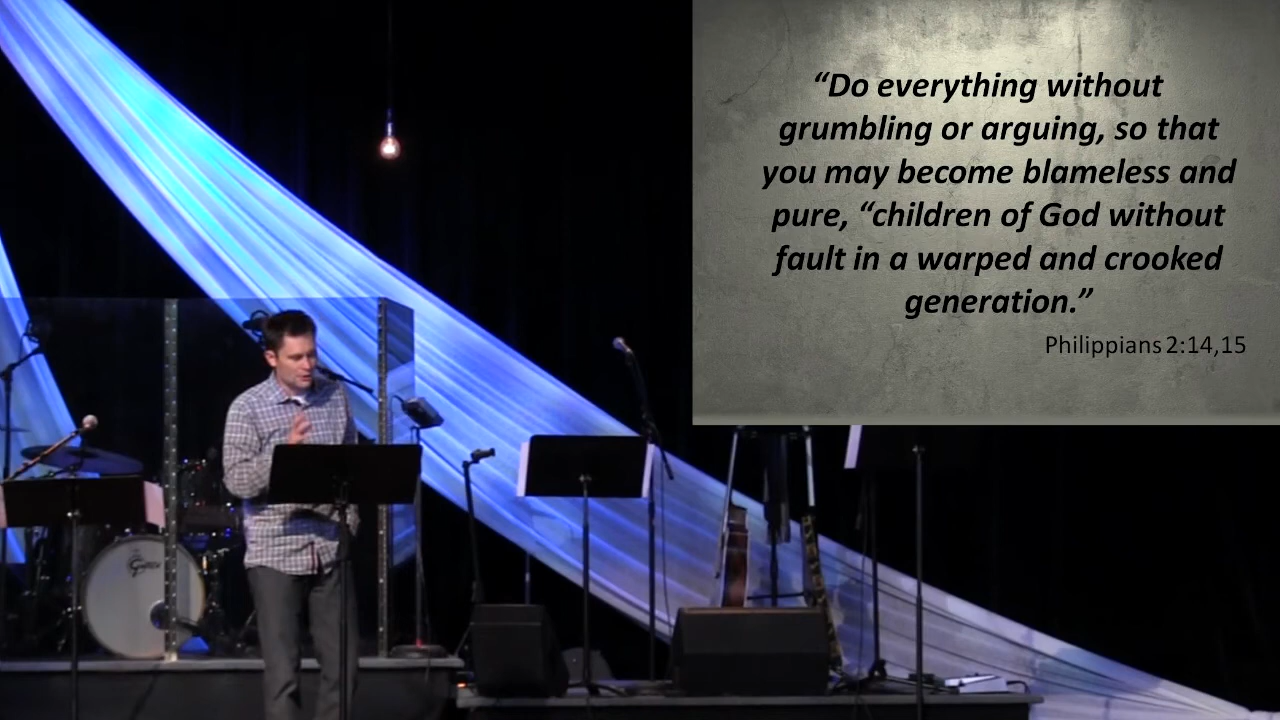 “Do everything without
grumbling or arguing, so that
you may become blameless and
pure, “children of God without
fault in a warped and crooked
generation.”
Philippians 2:14,15
Gretsch